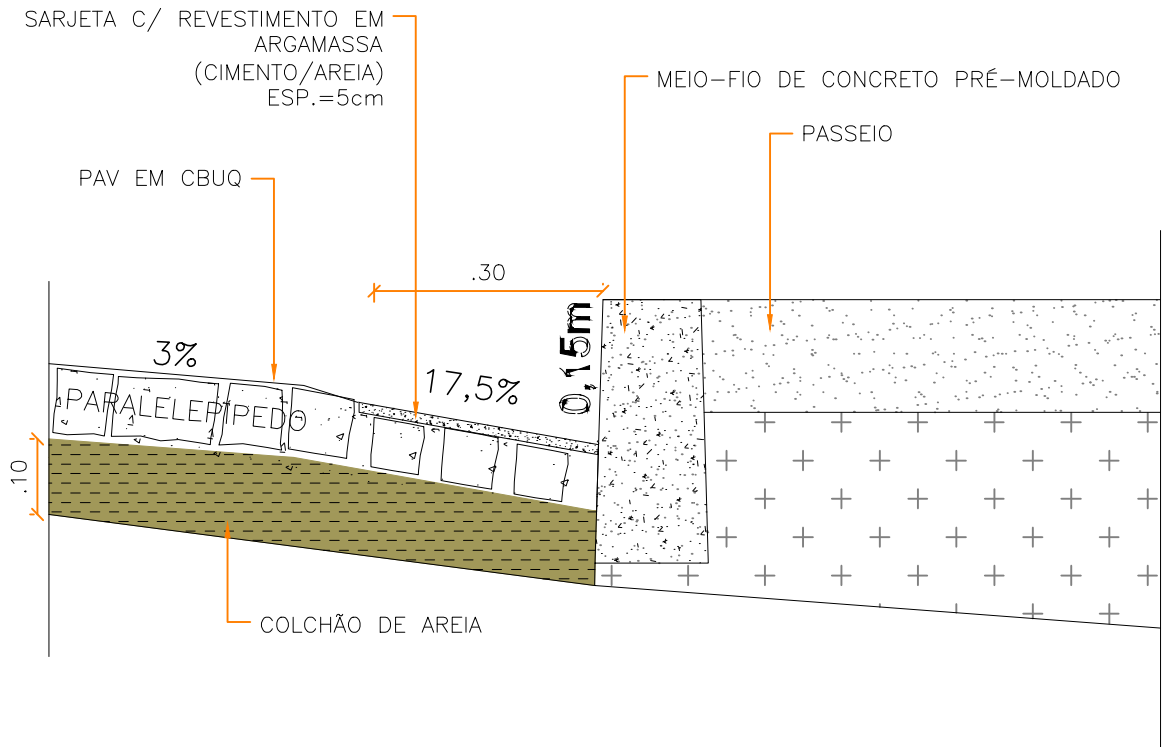 SARJETA C/ REVESTIMENTO EM
ARGAMASSA
(CIMENTO/AREIA)
ESP.=5cm
MEIO-FIO DE CONCRETO PRÉ-MOLDADO
PASSEIO
PAV EM CBUQ
.30
0,15m
3%
17,5%
PARALELEPÍPEDO
.10
COLCHÃO DE AREIA